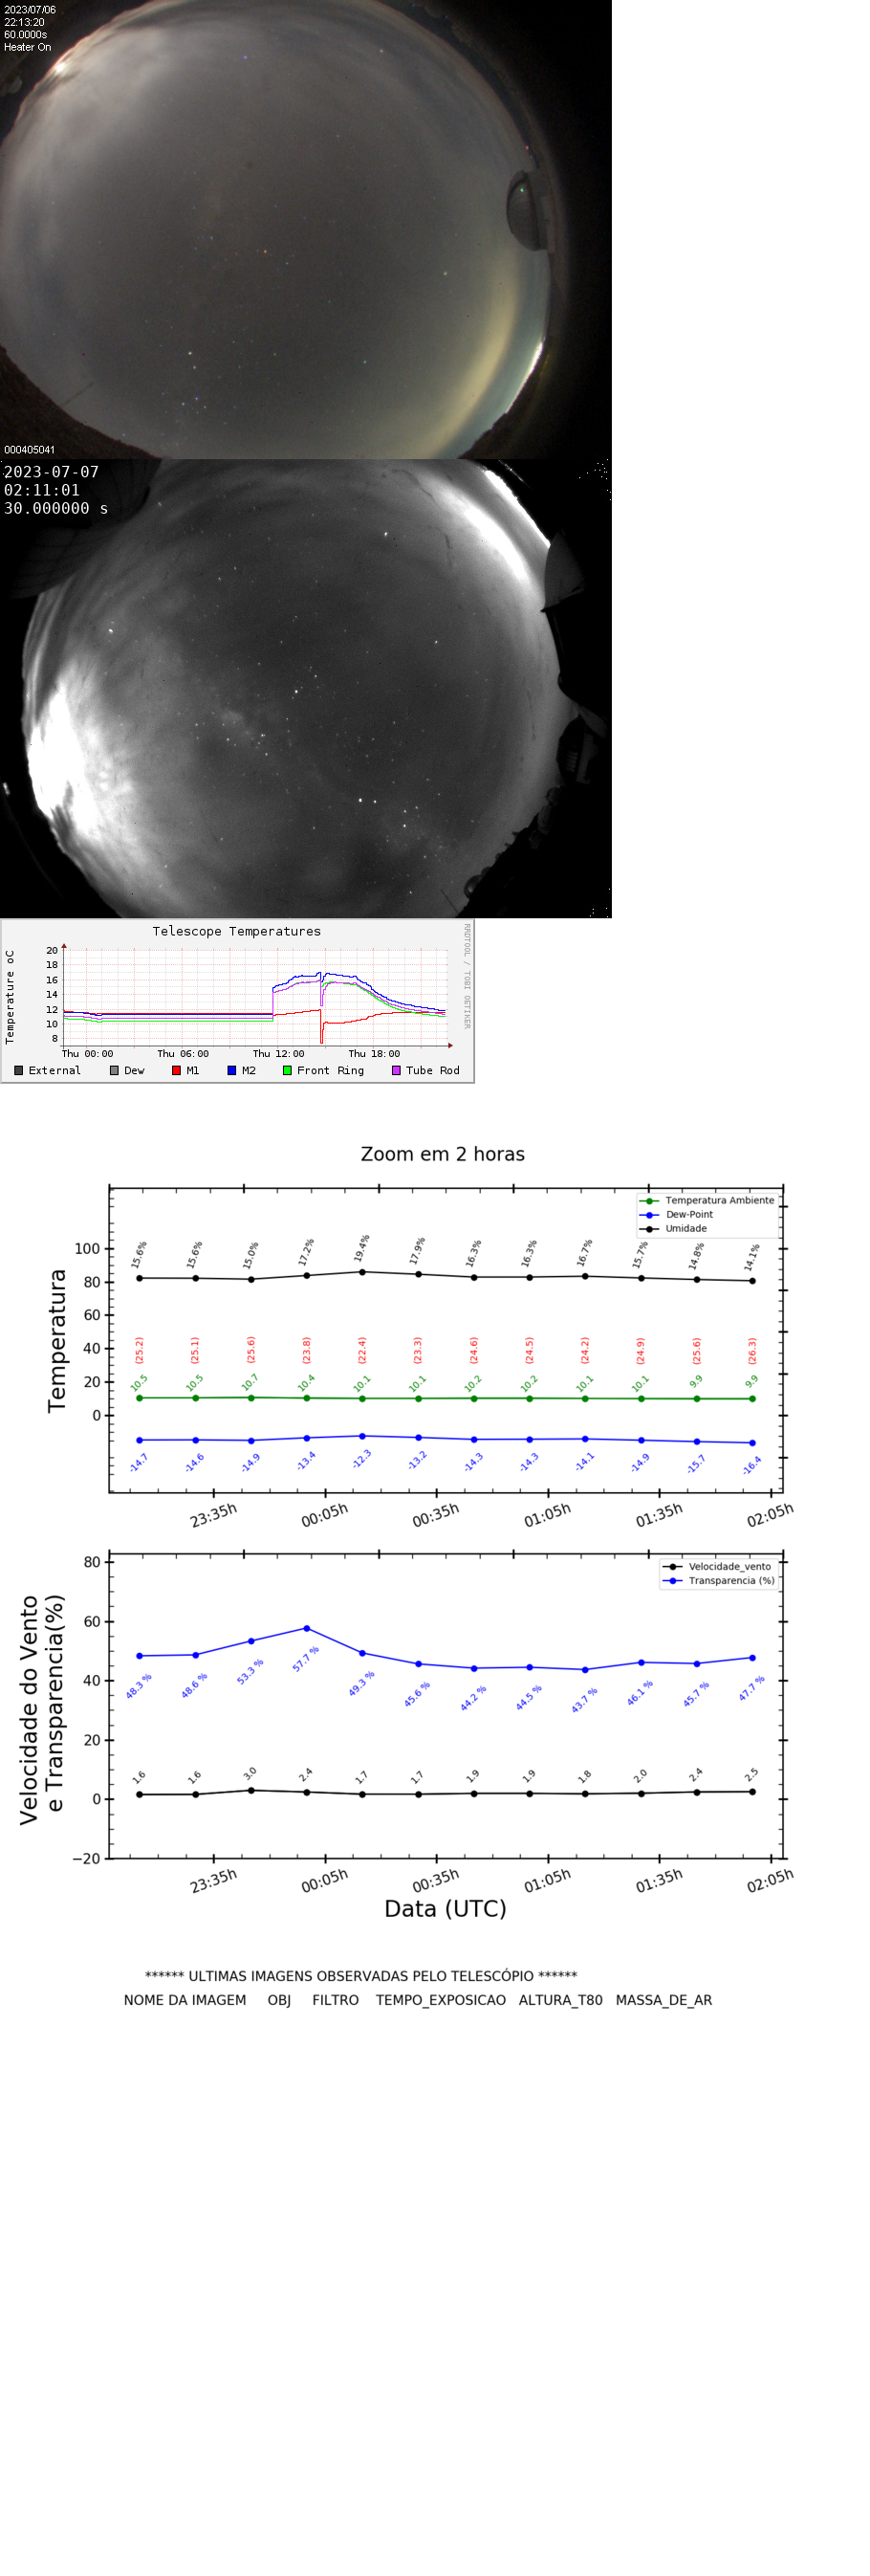 2023/07/06
22:13:20
60.0000s
Heater On
000405041
2023-07-07
02:11:01
30.000000 s
Telescope Temperatures
RRDTOOL / TOBI OETIKER
Temperature oC
20
18
16
14
12
10
8
Thu 00:00 Thu 06:00 Thu 12:00 Thu 18:00
External Dew M1 M2 Front Ring Tube Rod
Zoom em 2 horas
Temperatura Ambiente
Dew-Point
Umidade
Temperatura
100
80
60
40
20
0
15.6% 15.6% 15.0% 17.2% 19.4% 17.9% 16.3% 16.3% 16.7% 15.7% 14.8% 14.1%
(25.2) (25.1) (25.6) (23.8) (22.4) (23.3) (24.6) (24.5) (24.2) (24.9) (25.6) (26.3)
10.5 10.5 10.7 10.4 10.1 10.1 10.2 10.2 10.1 10.1 9.9 9.9
-14.7 -14.6 -14.9 -13.4 -12.3 -13.2 -14.3 -14.3 -14.1 -14.9 -15.7 -16.4
23:35h 00:05h 00:35h 01:05h 01:35h 02:05h
Velocidade_vento
Transparencia (%)
Velocidade do Vento
e Transparencia(%)
80
60
40
20
0
−20
48.3 % 48.6 % 53.3 % 57.7 % 49.3 % 45.6 % 44.2 % 44.5 % 43.7 % 46.1 % 45.7 % 47.7 %
1.6 1.6 3.0 2.4 1.7 1.7 1.9 1.9 1.8 2.0 2.4 2.5
23:35h 00:05h 00:35h 01:05h 01:35h 02:05h
Data (UTC)
****** ULTIMAS IMAGENS OBSERVADAS PELO TELESCÓPIO ******
NOME DA IMAGEM OBJ FILTRO TEMPO_EXPOSICAO ALTURA_T80 MASSA_DE_AR